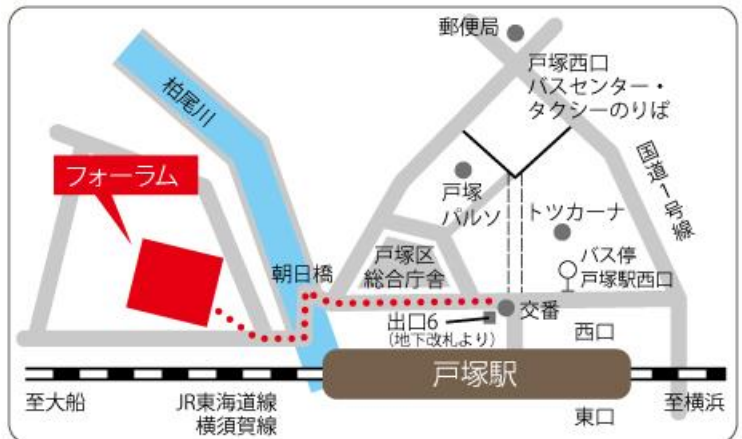 郵便局
戸塚西口
バスセンター・
タクシーのりば
柏尾川
国道1号線
フォーラム
戸塚
パルソ
トツカーナ
バス停
戸塚駅西口
戸塚区
総合庁舎
朝日橋
交番
出口6
(地下改札より)
西口
戸塚駅
至大船
JR東海道線
横須賀線
東口
至横浜